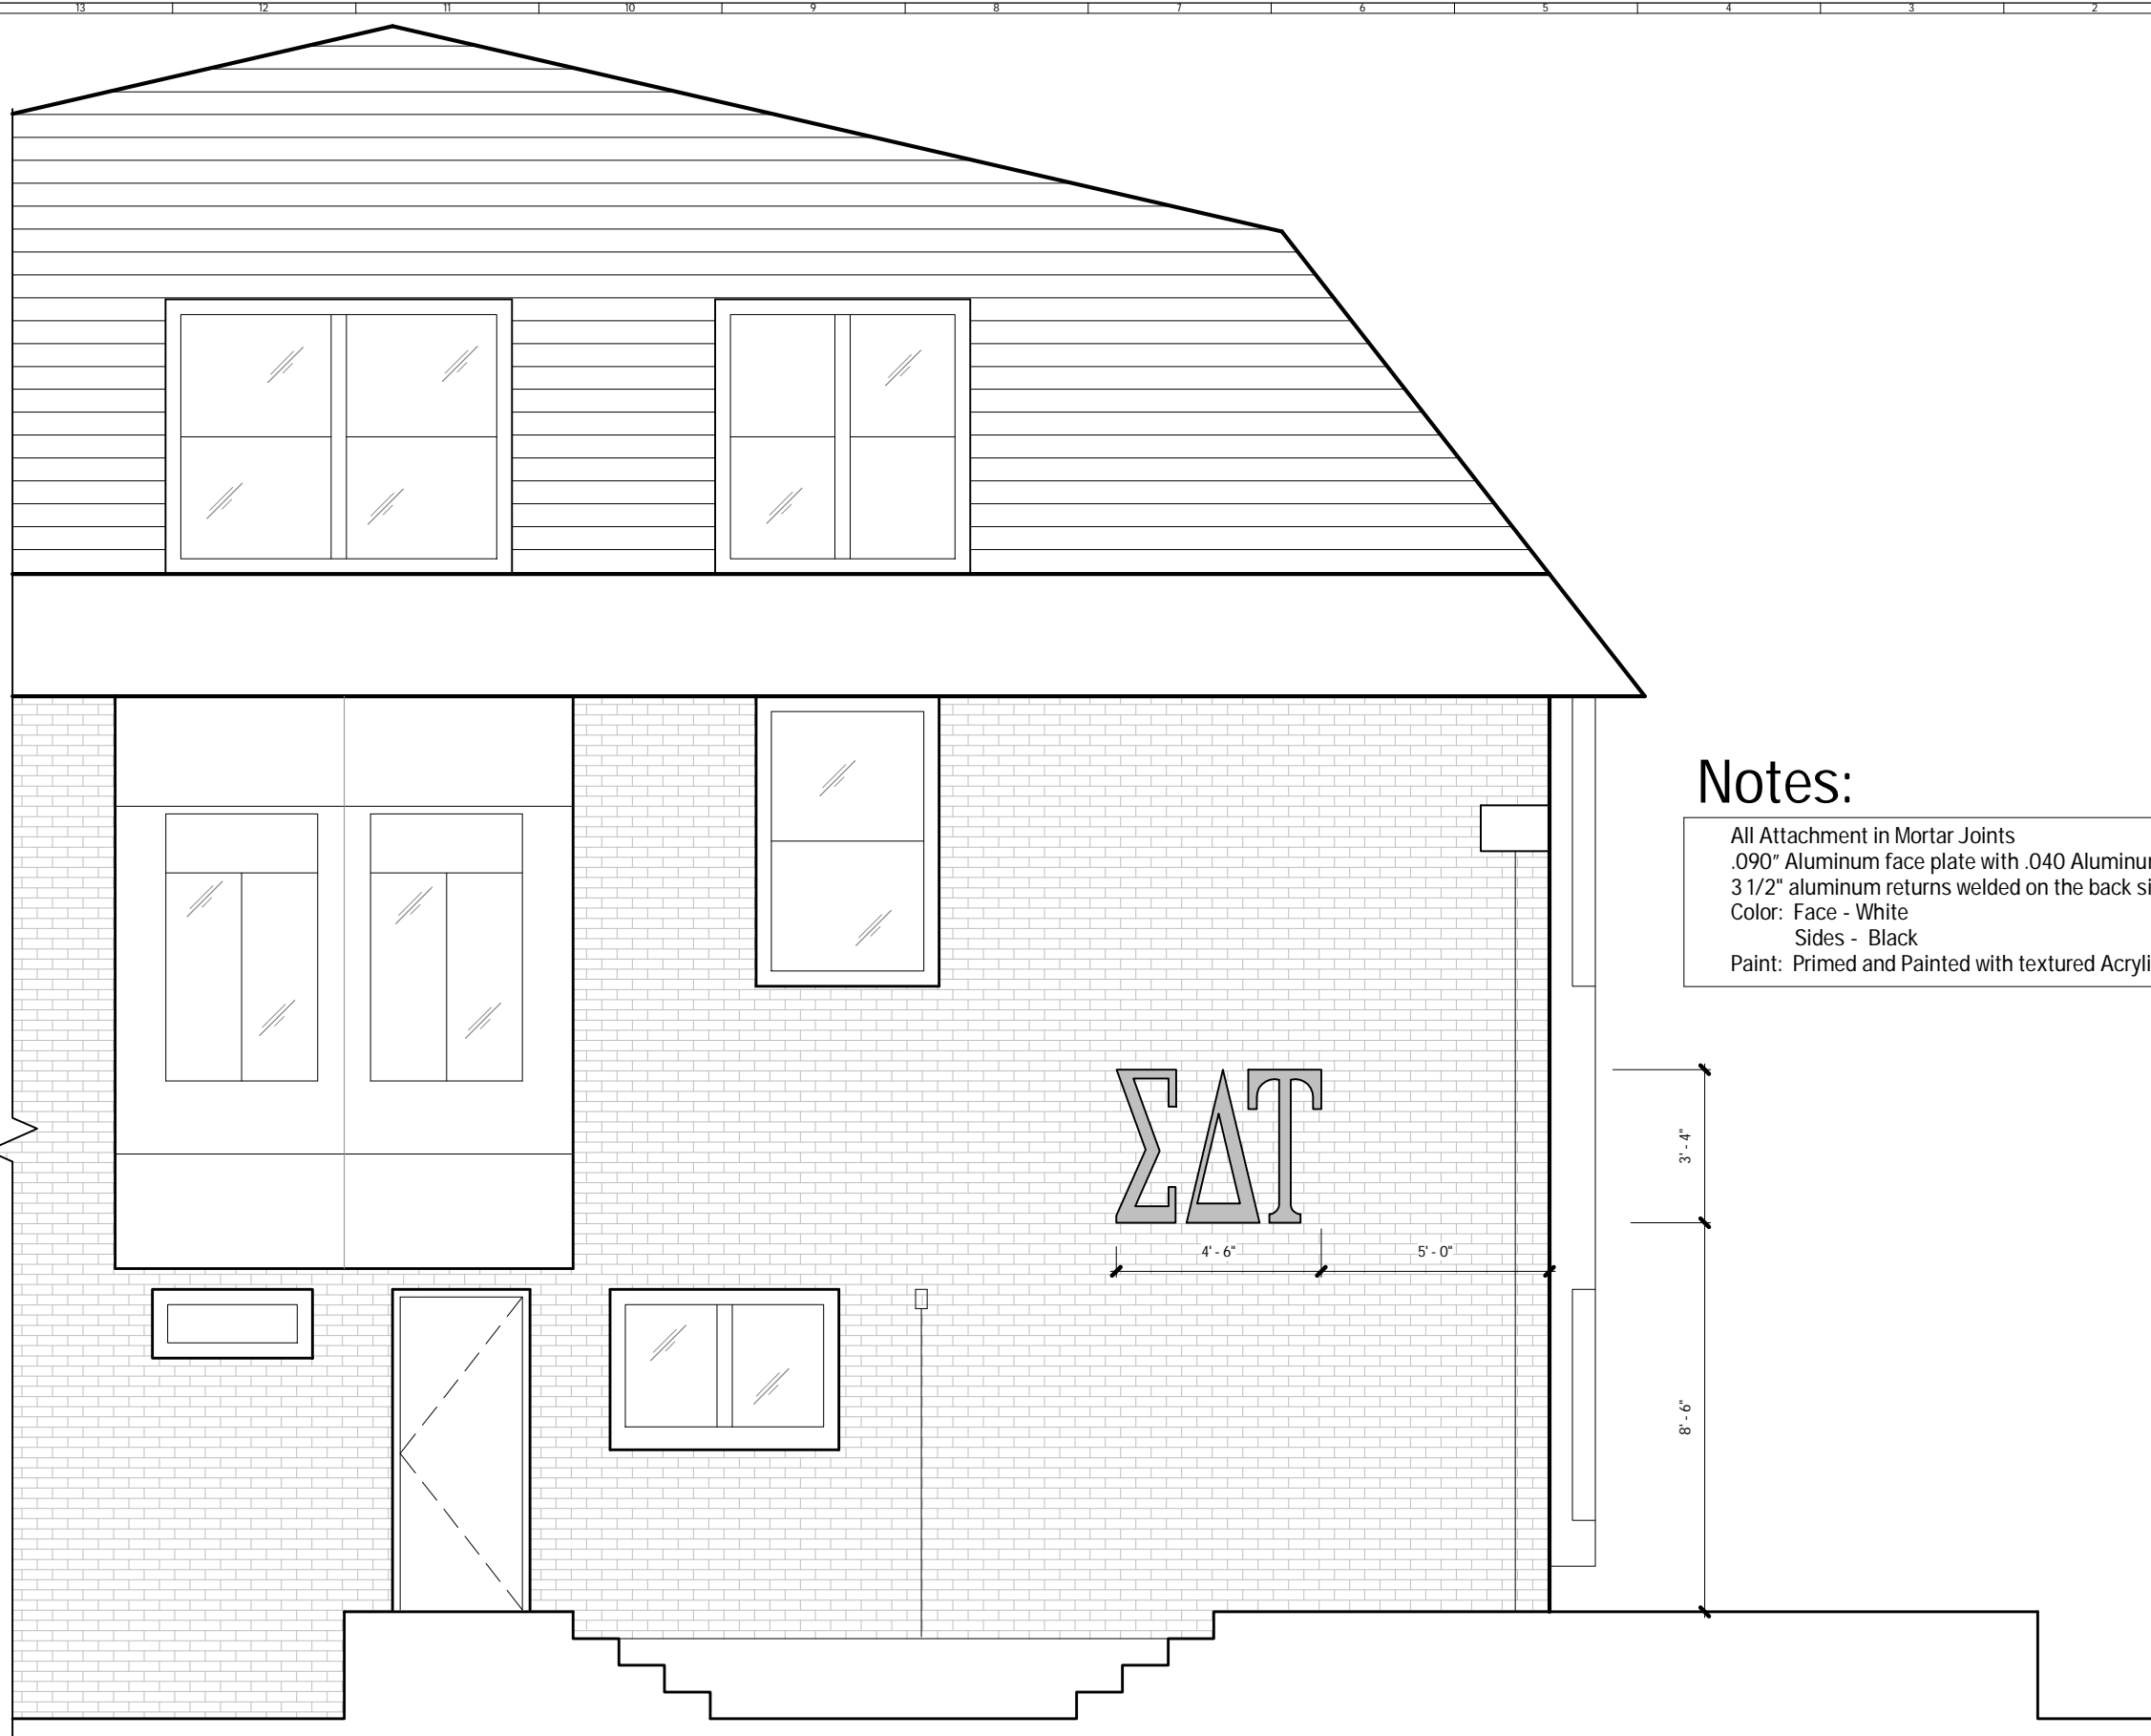 13 12 11 10 9 8 7 6 5 4 3 2
Notes:
All Attachment in Mortar Joints
.090" Aluminum face plate with .040 Aluminu
3 1/2" aluminum returns welded on the back si
Color: Face - White
Sides - Black
Paint: Primed and Painted with textured Acryli
ΣΔΤ
3' - 4"
4' - 6" 5' - 0"
8' - 6"